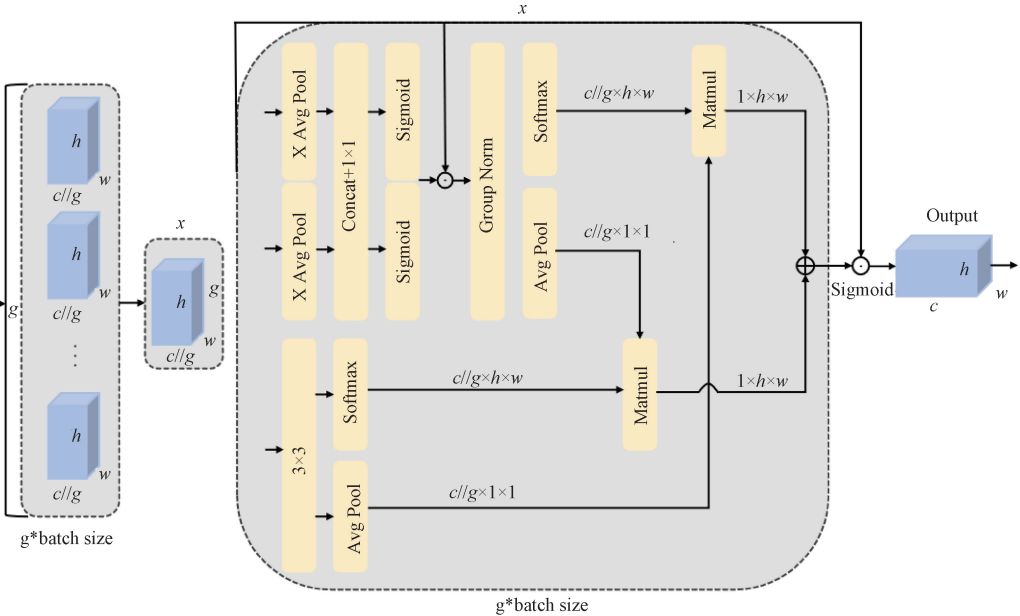 x
g
h
w
c//g
h
w
c//g
⋮
h
w
c//g
g*batch size
x
h
g
w
c//g
X Avg Pool
X Avg Pool
Concat+1×1
Sigmoid
Sigmoid
Group Norm
Softmax
Avg Pool
c//g×h×w
c//g×1×1
Matmul
1×h×w
3×3
Softmax
Avg Pool
c//g×h×w
c//g×1×1
Matmul
1×h×w
g*batch size
Sigmoid
Output
h
c
w